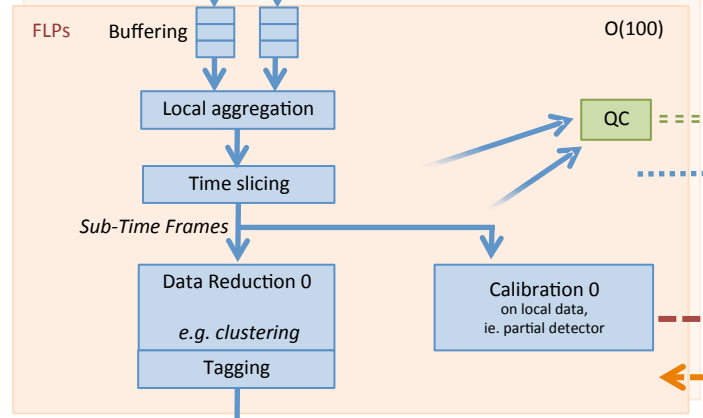 FLPs
Buffering
O(100)
Local aggregation
QC
Time slicing
Sub-Time Frames
Data Reduction 0
e.g. clustering
Tagging
Calibration 0
on local data,
ie. partial detector